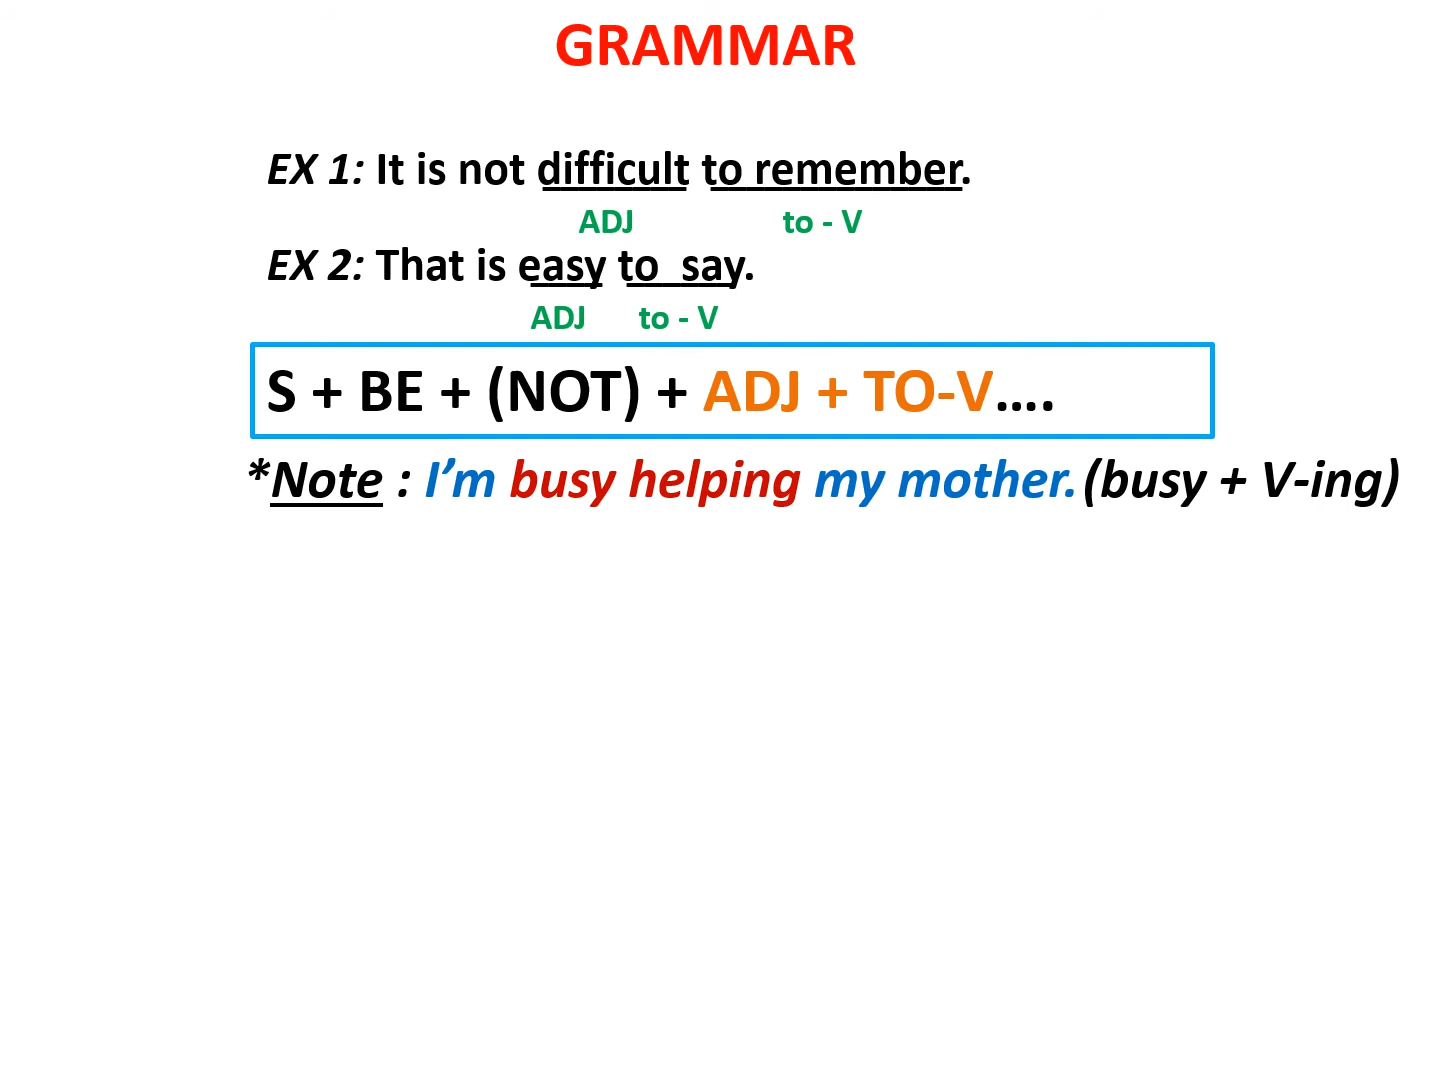 GRAMMAR
EX 1: It is not difficult to remember.
ADJ to - V
EX 2: That is easy to say.
ADJ to - V
S + BE + (NOT) + ADJ + TO-V....
*Note : I’m busy helping my mother. (busy + V-ing)